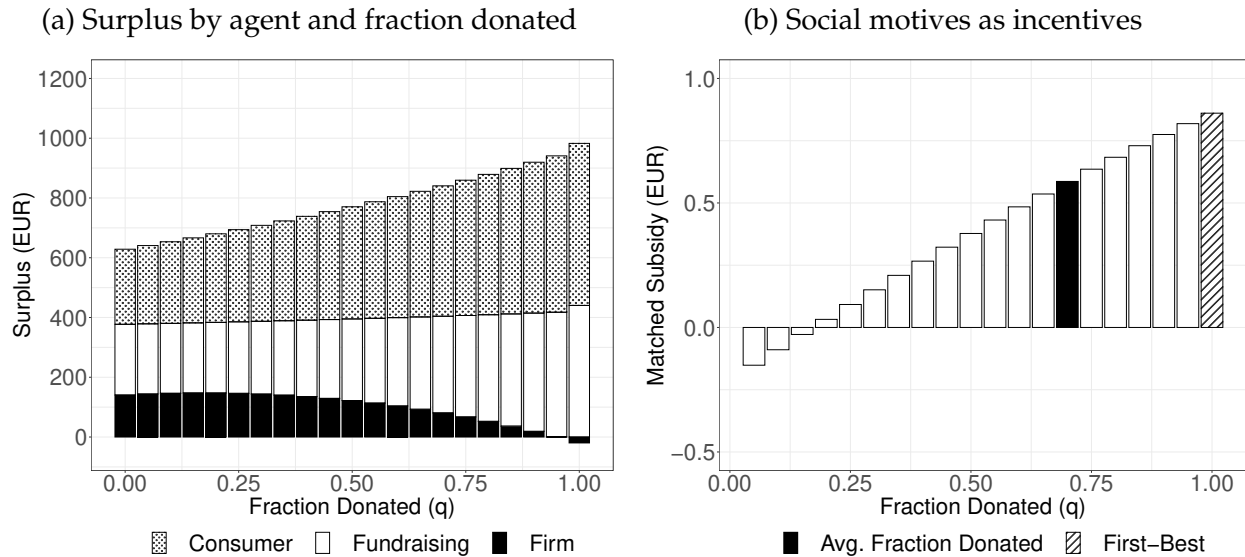 (a) Surplus by agent and fraction donated
Surplus (EUR)
1200
1000
800
600
400
200
0
0.00 0.25 0.50 0.75 1.00
Fraction Donated (q)
Consumer Fundraising Firm
(b) Social motives as incentives
Matched Subsidy (EUR)
1.0
0.5
0.0
−0.5
0.00 0.25 0.50 0.75 1.00
Fraction Donated (q)
Avg. Fraction Donated First−Best